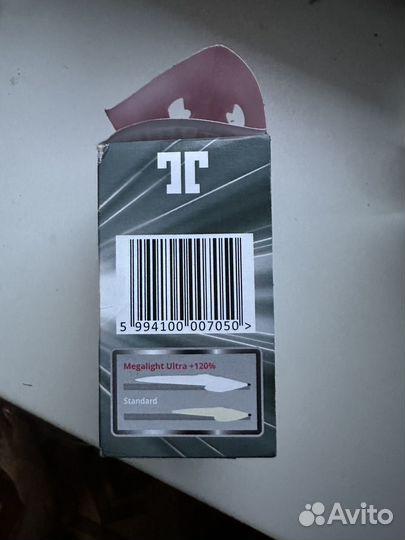 5 994100 007050 >
Megalight Ultra +120%
Standard
Avito